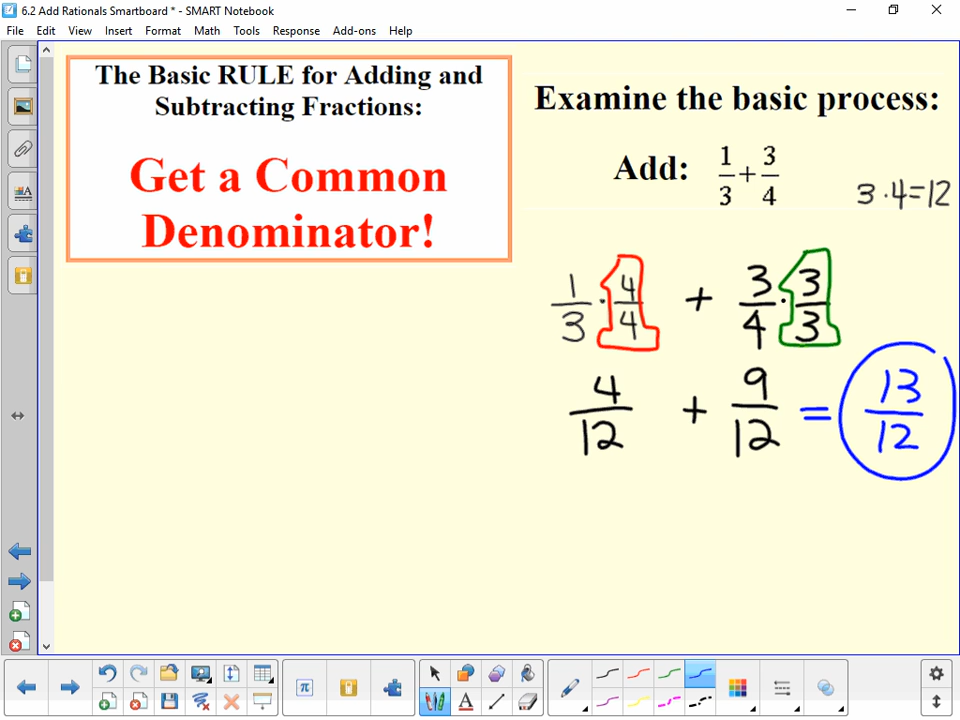 6.2 Add Rationals Smartboard * - SMART Notebook
File Edit View Insert Format Math Tools Response Add-ons Help
The Basic RULE for Adding and
Subtracting Fractions:
Get a Common
Denominator!
Examine the basic process:
Add: 1/3 + 3/4
3 · 4 = 12
1/3 · 4/4 + 3/4 · 3/3
4/12 + 9/12 = 13/12